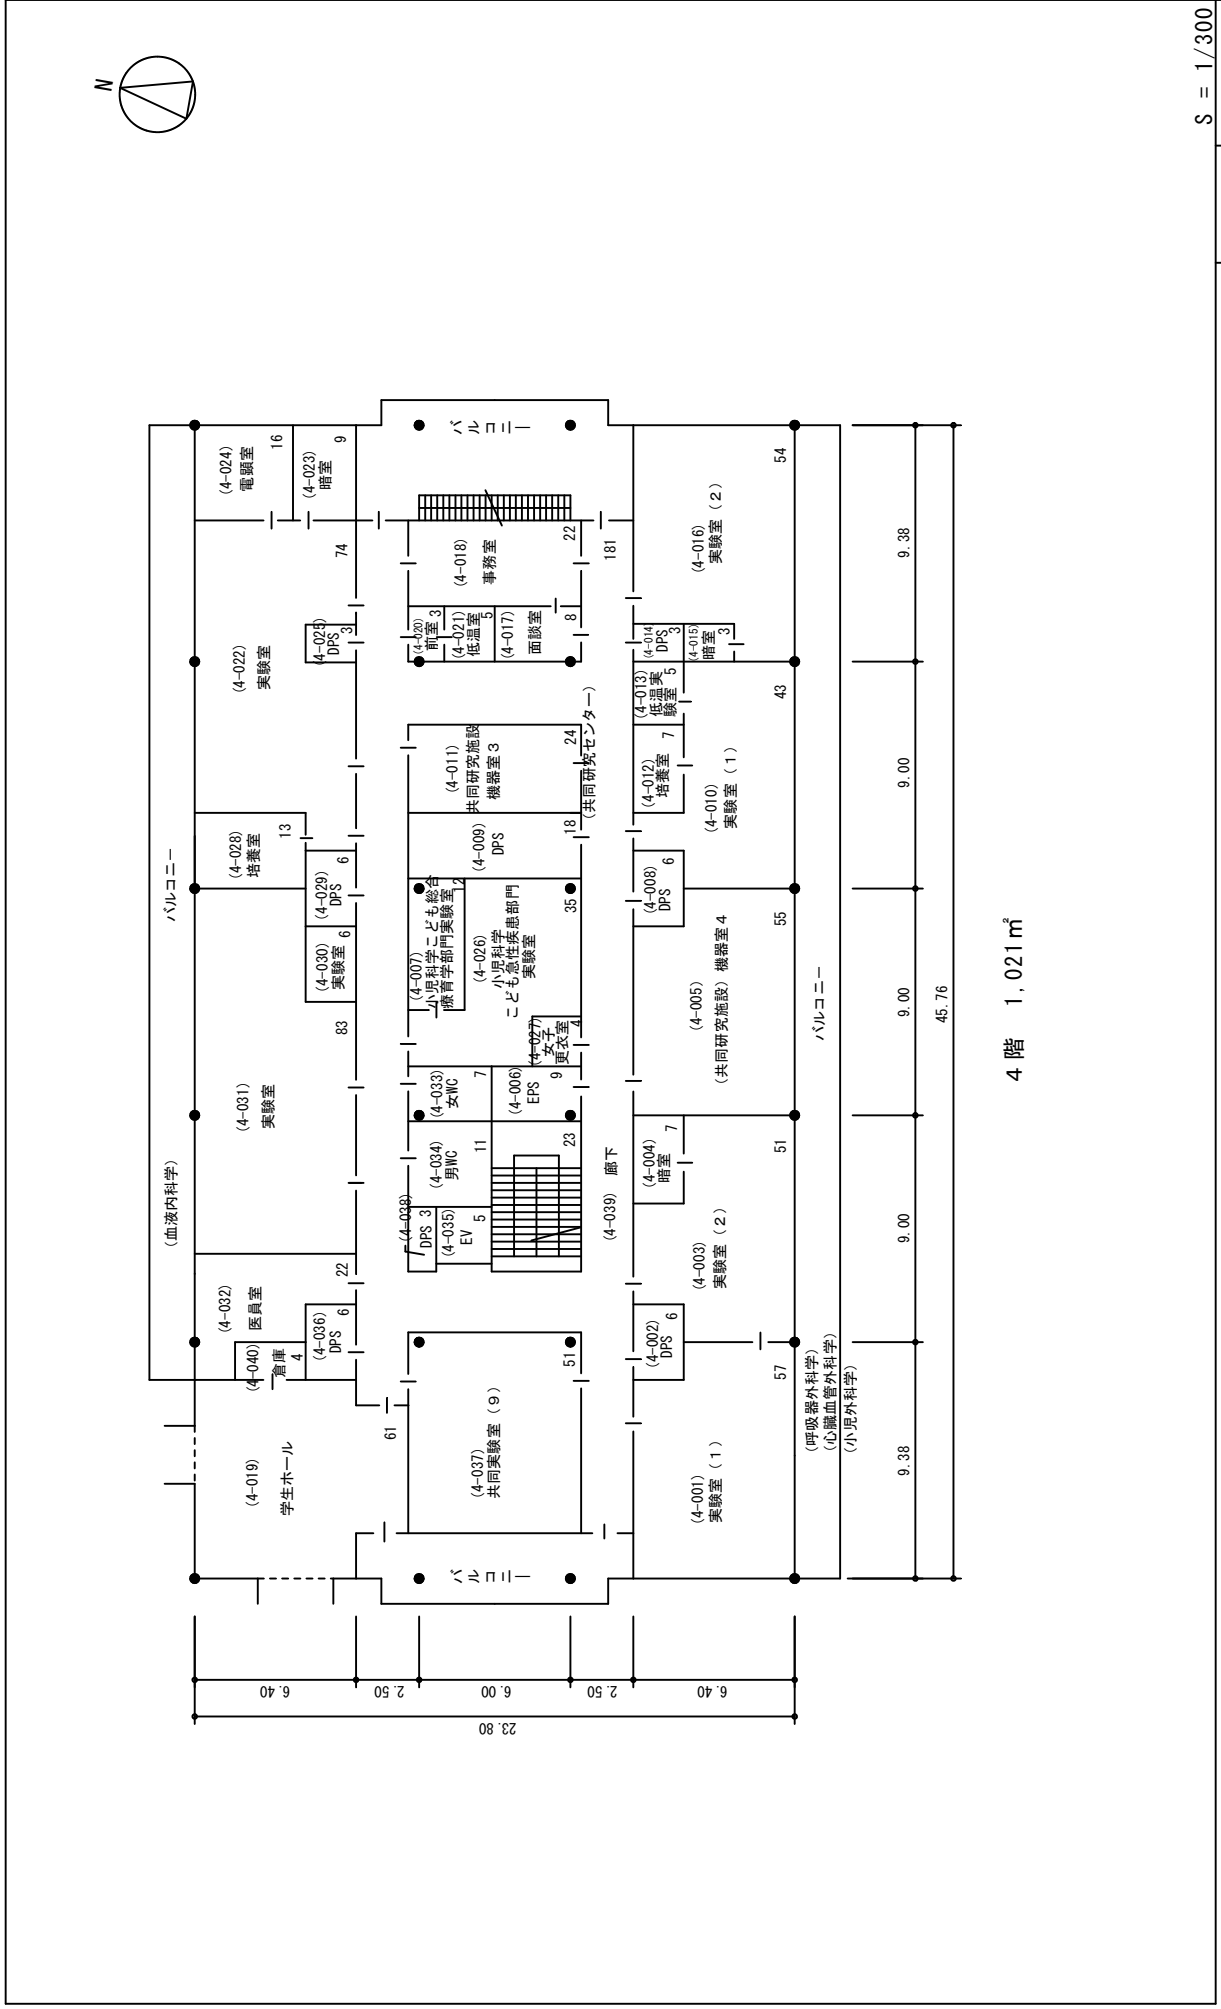 N
S = 1/300
バルコニー
(血液内科学)
(4-019)
学生ホール
61
(4-040)
倉庫
4
(4-032)
医員室
22
(4-036)
DPS
6
(4-031)
実験室
83
(4-030)
実験室
6
(4-029)
DPS
6
(4-028)
培養室
13
(4-022)
実験室
74
(4-025)
DPS
3
(4-024)
電顕室
16
(4-023)
暗室
9
バルコニー
(4-037)
共同実験室(9)
51
(4-038)
DPS
3
(4-035)
EV
5
(4-034)
男WC
11
23
(4-033)
女WC
7
(4-006)
EPS
9
(4-007)
小児科学こども総合
療育学部門実験室
12
(4-026)
小児科学
こども急性疾患部門
実験室
35
(4-027)
女子
更衣室
4
(4-009)
DPS
18
(4-011)
共同研究施設
機器室3
24
(4-020)
前室
3
(4-021)
低温室
5
(4-017)
面談室
8
(4-018)
事務室
22
バルコニー
(4-039)
廊下
(共同研究センター)
181
(4-001)
実験室(1)
57
(4-002)
DPS
6
(4-003)
実験室(2)
51
(4-004)
暗室
7
(4-005)
(共同研究施設)機器室4
55
(4-008)
DPS
6
(4-010)
実験室(1)
43
(4-012)
培養室
7
(4-013)
低温実
験室
5
(4-014
DPS
3
(4-015)
暗室
3
(4-016)
実験室(2)
54
(呼吸器外科学)
(心臓血管外科学)
(小児外科学)
バルコニー
9.38
9.00
9.00
9.00
9.38
45.76
6.40
2.50
6.00
2.50
6.40
23.80
4階 1,021㎡